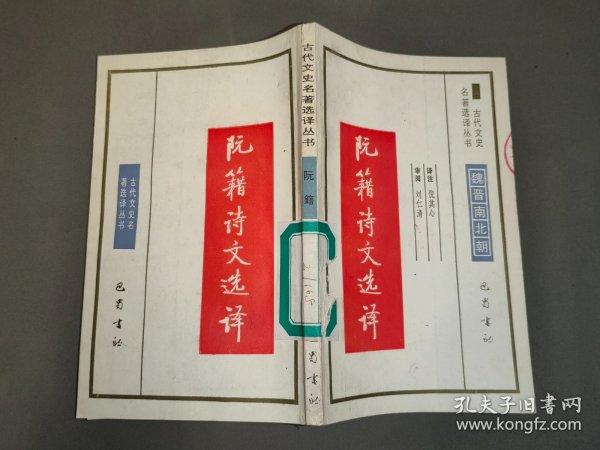 古代文史
名著选译丛书
魏晋南北朝
译注 倪其心
审阅 刘仁清
阮籍诗文选译
古代文史名著选译丛书
阮籍
巴蜀书社
阮籍诗文选译
古代文史名
著选译丛书
巴蜀书社
孔夫子旧书网
www.kongfz.com